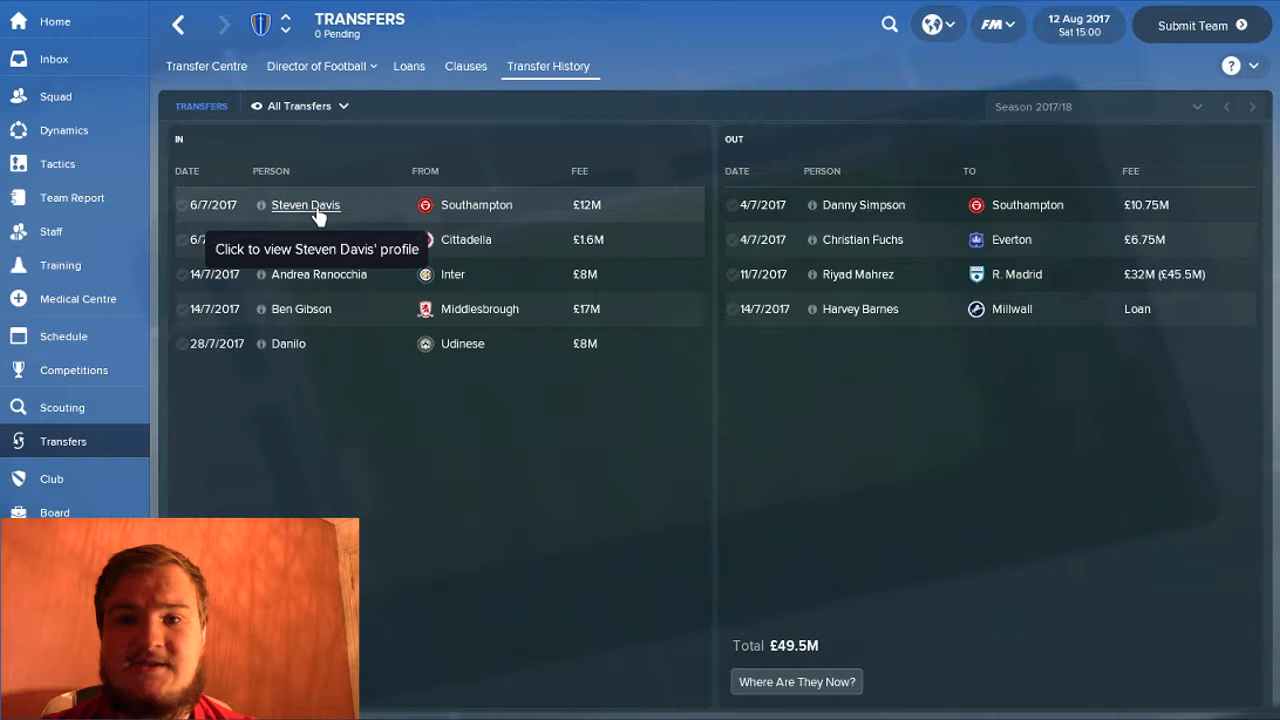 Home
Inbox
Squad
Dynamics
Tactics
Team Report
Staff
Training
Medical Centre
Schedule
Competitions
Scouting
Transfers
Club
Board
TRANSFERS
0 Pending
FM
12 Aug 2017
Sat 15:00
Submit Team
Transfer Centre
Director of Football
Loans
Clauses
Transfer History
?
TRANSFERS
All Transfers
Season 2017/18
IN
DATE PERSON FROM FEE
6/7/2017 Steven Davis Southampton £12M
6/7 Cittadella £1.6M
Click to view Steven Davis' profile
14/7/2017 Andrea Ranocchia Inter £8M
14/7/2017 Ben Gibson Middlesbrough £17M
28/7/2017 Danilo Udinese £8M
OUT
DATE PERSON TO FEE
4/7/2017 Danny Simpson Southampton £10.75M
4/7/2017 Christian Fuchs Everton £6.75M
11/7/2017 Riyad Mahrez R. Madrid £32M (£45.5M)
14/7/2017 Harvey Barnes Millwall Loan
Total £49.5M
Where Are They Now?